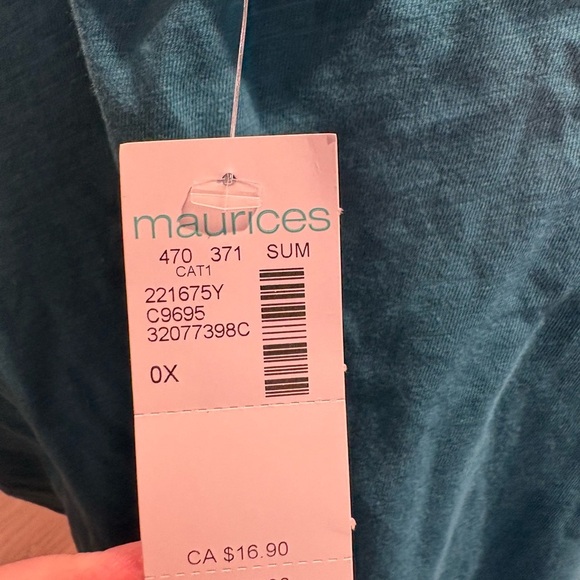 maurices
470 371 SUM
CAT1
221675Y
C9695
32077398C
0X
CA $16.90